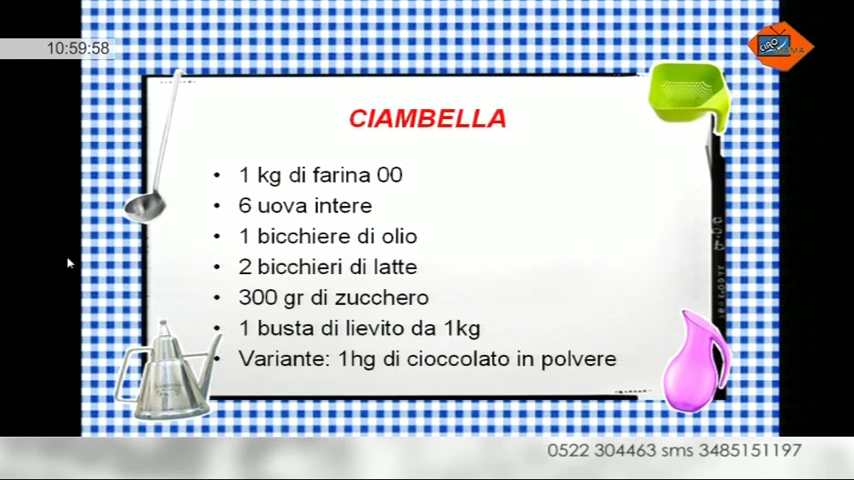 10:59:58
CIRO
CIAMBELLA
• 1 kg di farina 00
• 6 uova intere
• 1 bicchiere di olio
• 2 bicchieri di latte
• 300 gr di zucchero
• 1 busta di lievito da 1kg
• Variante: 1hg di cioccolato in polvere
0522 304463 sms 3485151197